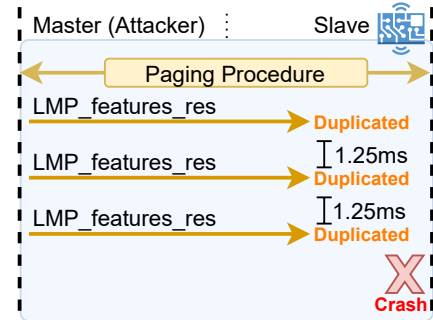 Master (Attacker) Slave
Paging Procedure
LMP_features_res
Duplicated
1.25ms
LMP_features_res
Duplicated
1.25ms
LMP_features_res
Duplicated
Crash